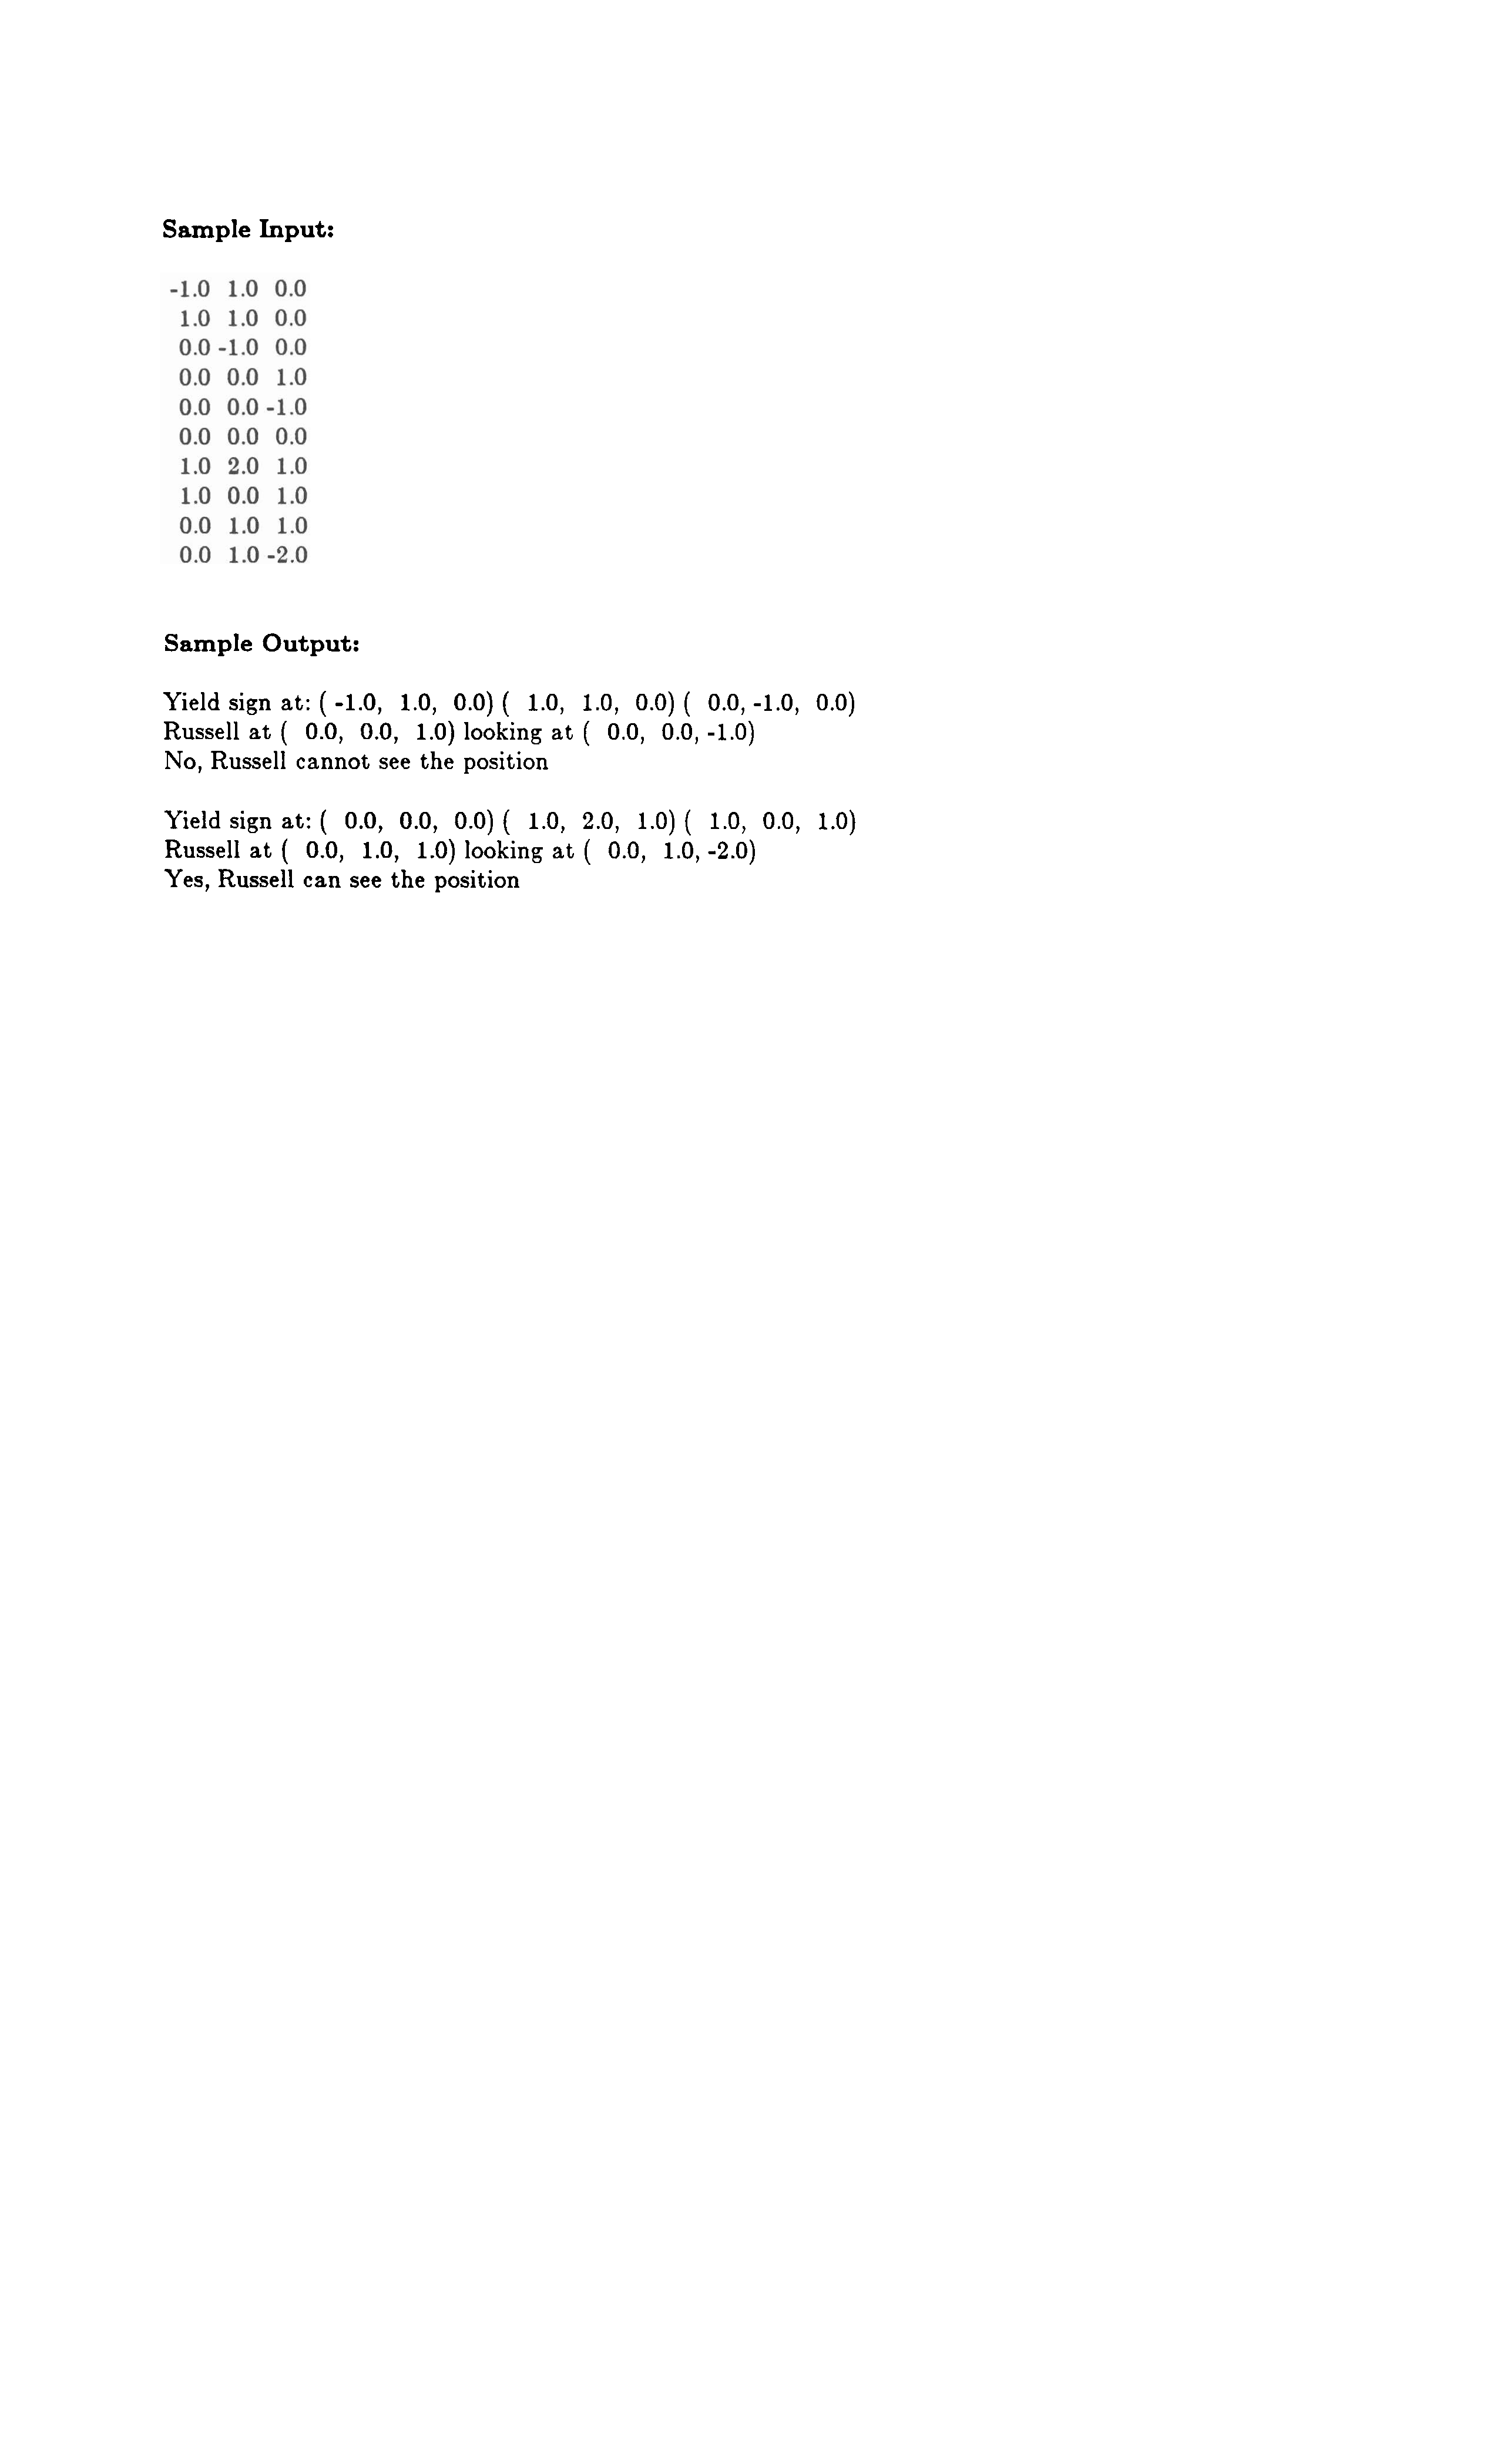 Sample Input:
-1.0 1.0 0.0
1.0 1.0 0.0
0.0 -1.0 0.0
0.0 0.0 1.0
0.0 0.0 -1.0
0.0 0.0 0.0
1.0 2.0 1.0
1.0 0.0 1.0
0.0 1.0 1.0
0.0 1.0 -2.0
Sample Output:
Yield sign at: ( -1.0, 1.0, 0.0) ( 1.0, 1.0, 0.0) ( 0.0, -1.0, 0.0)
Russell at ( 0.0, 0.0, 1.0) looking at ( 0.0, 0.0, -1.0)
No, Russell cannot see the position
Yield sign at: ( 0.0, 0.0, 0.0) ( 1.0, 2.0, 1.0) ( 1.0, 0.0, 1.0)
Russell at ( 0.0, 1.0, 1.0) looking at ( 0.0, 1.0, -2.0)
Yes, Russell can see the position